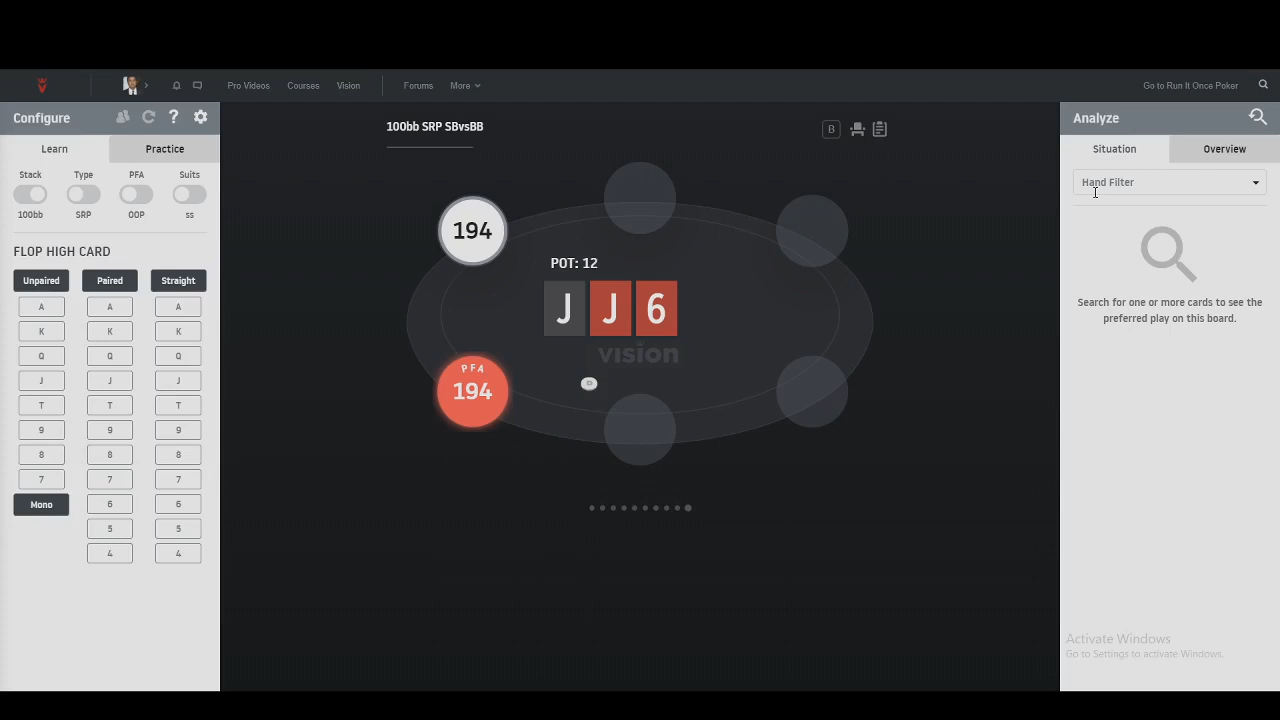 Pro Videos Courses Vision Forums More Go to Run It Once Poker
Configure ?
Learn Practice
Stack Type PFA Suits
100bb SRP OOP ss
FLOP HIGH CARD
Unpaired Paired Straight
A A A
K K K
Q Q Q
J J J
T T T
9 9 9
8 8 8
7 7 7
Mono 6 6
5 5
4 4
100bb SRP SBvsBB
B
194
POT: 12
J J 6
vision
PFA
194
D
Analyze
Situation Overview
Hand Filter
Search for one or more cards to see the
preferred play on this board.
Activate Windows
Go to Settings to activate Windows.